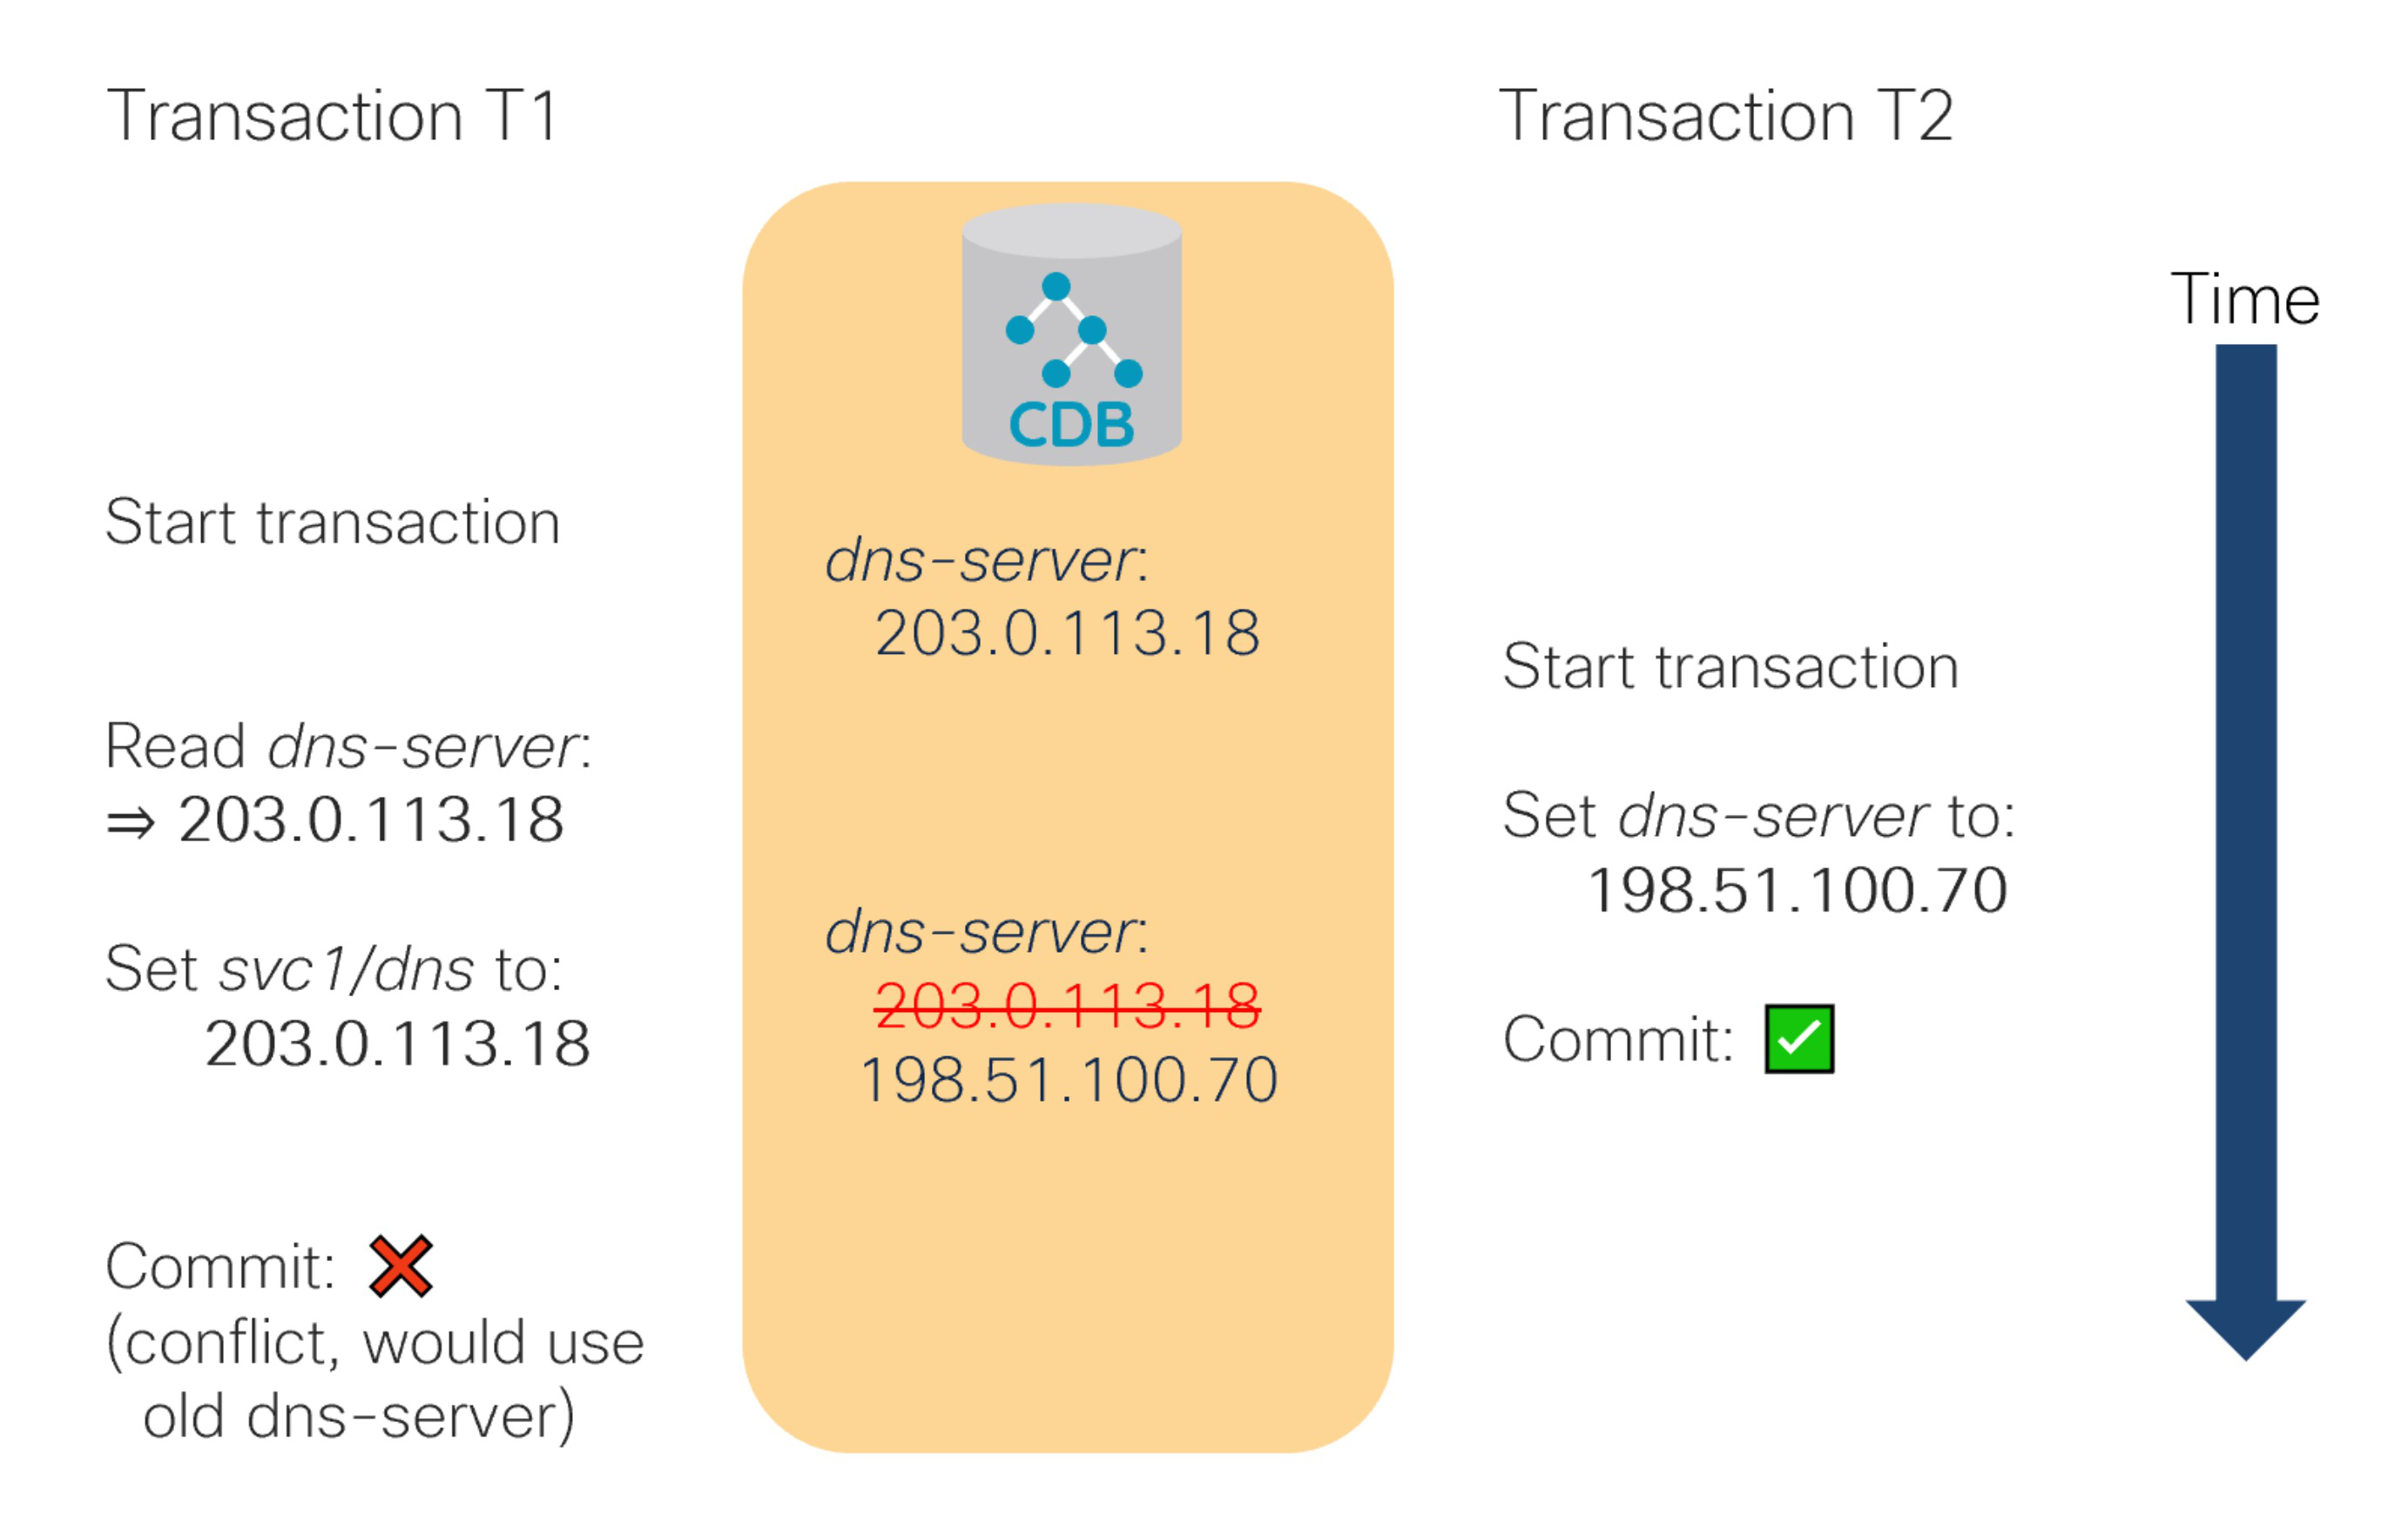 Transaction T1
Start transaction
Read dns-server:
⇒ 203.0.113.18
Set svc1/dns to:
203.0.113.18
Commit: ❌
(conflict, would use
old dns-server)
CDB
dns-server:
203.0.113.18
dns-server:
203.0.113.18
198.51.100.70
Transaction T2
Start transaction
Set dns-server to:
198.51.100.70
Commit: ✅
Time